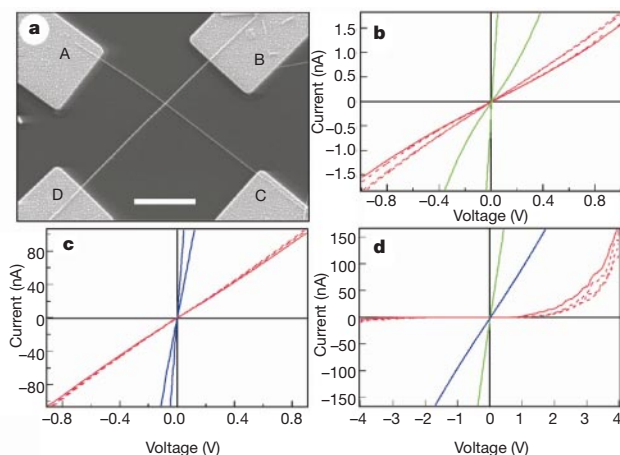 a
A
B
D
C
b
Current (nA)
1.5
1.0
0.5
0
−0.5
−1.0
−1.5
−0.8
−0.4
0.0
0.4
0.8
Voltage (V)
c
Current (nA)
80
40
0
−40
−80
−0.8
−0.4
0.0
0.4
0.8
Voltage (V)
d
Current (nA)
150
100
50
0
−50
−100
−150
−4
−3
−2
−1
0
1
2
3
4
Voltage (V)